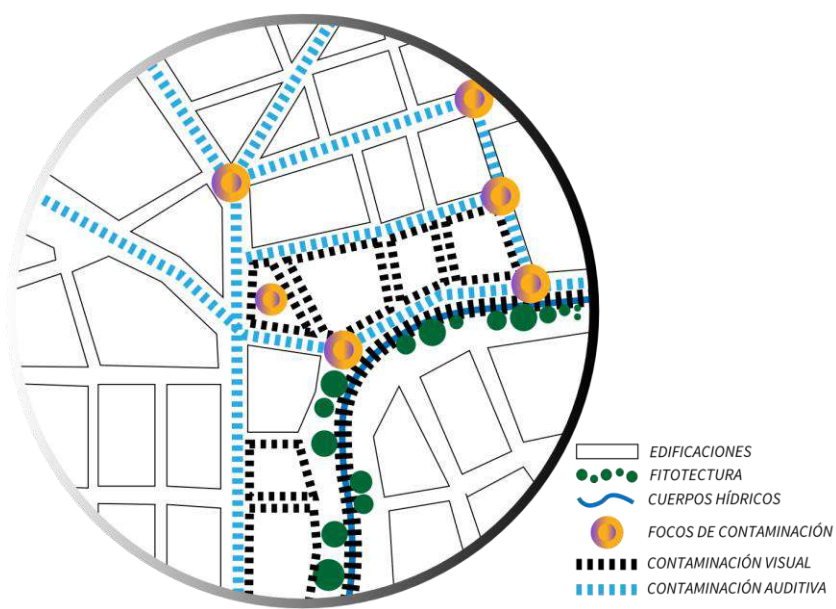 EDIFICACIONES
FITOTECTURA
CUERPOS HÍDRICOS
FOCOS DE CONTAMINACIÓN
CONTAMINACIÓN VISUAL
CONTAMINACIÓN AUDITIVA